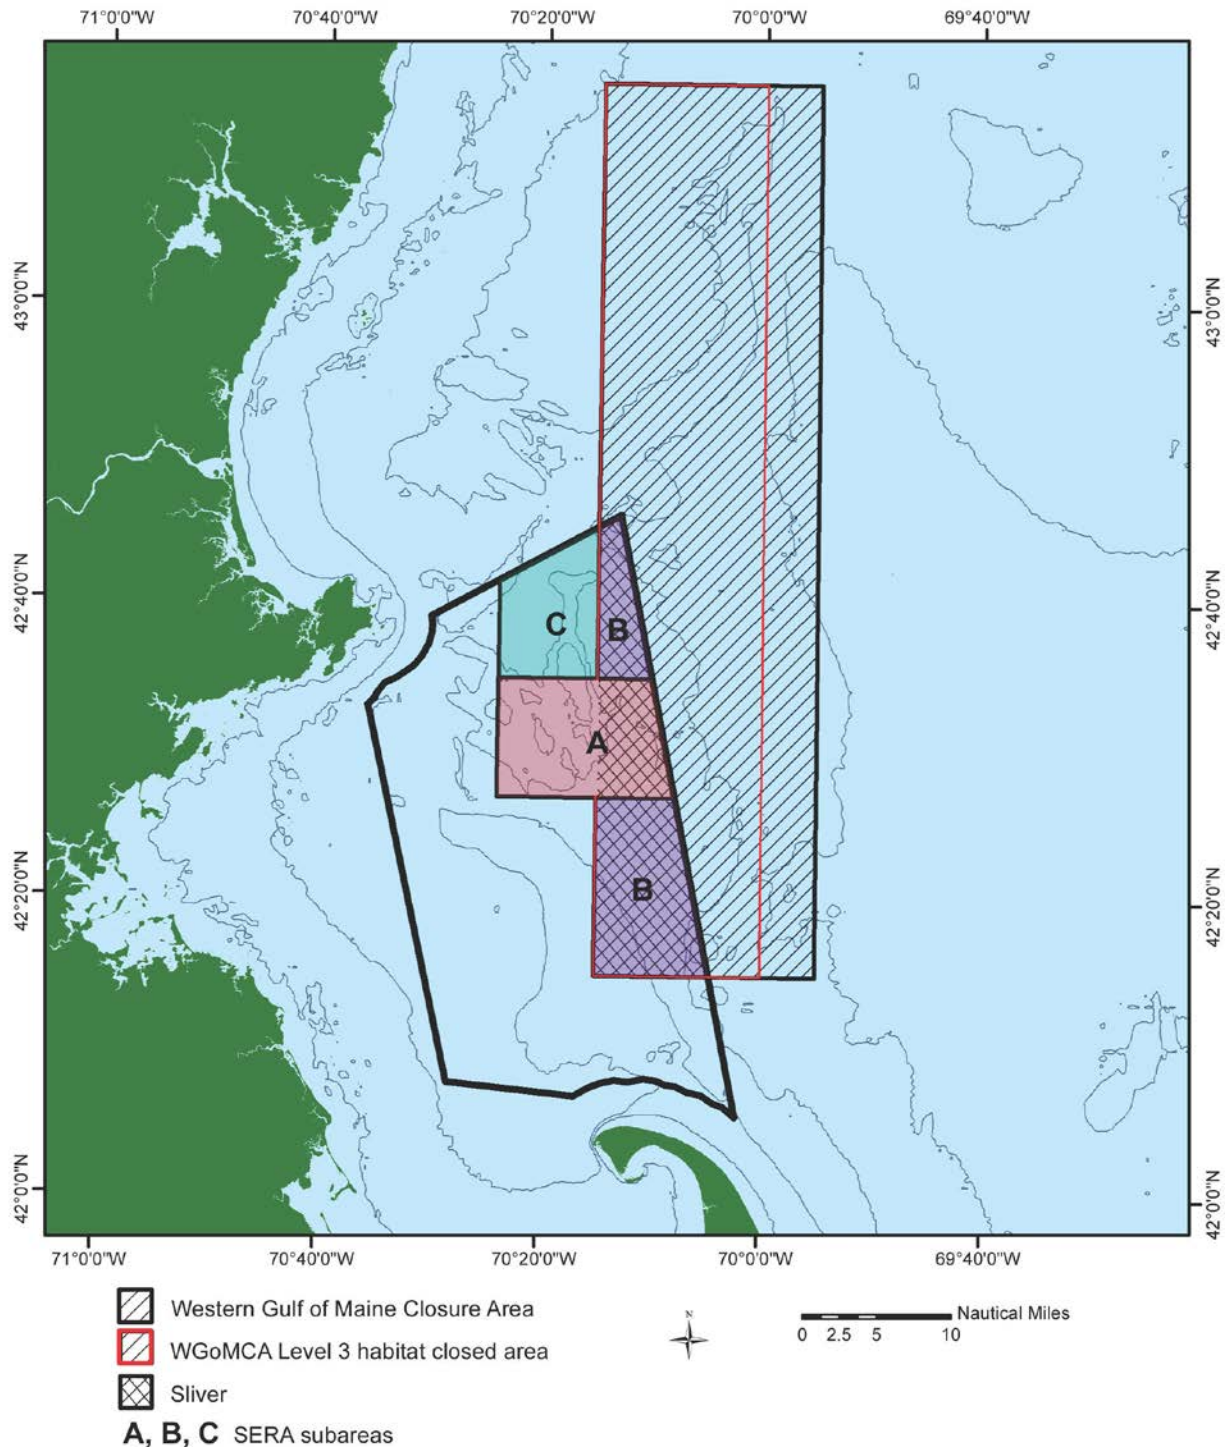 71°0'0"W 70°40'0"W 70°20'0"W 70°0'0"W 69°40'0"W
43°0'0"N 43°0'0"N
42°40'0"N 42°40'0"N
C B
A
B
42°20'0"N 42°20'0"N
42°0'0"N 42°0'0"N
71°0'0"W 70°40'0"W 70°20'0"W 70°0'0"W 69°40'0"W
Western Gulf of Maine Closure Area
WGoMCA Level 3 habitat closed area
Sliver
A, B, C SERA subareas
N
Nautical Miles
0 2.5 5 10